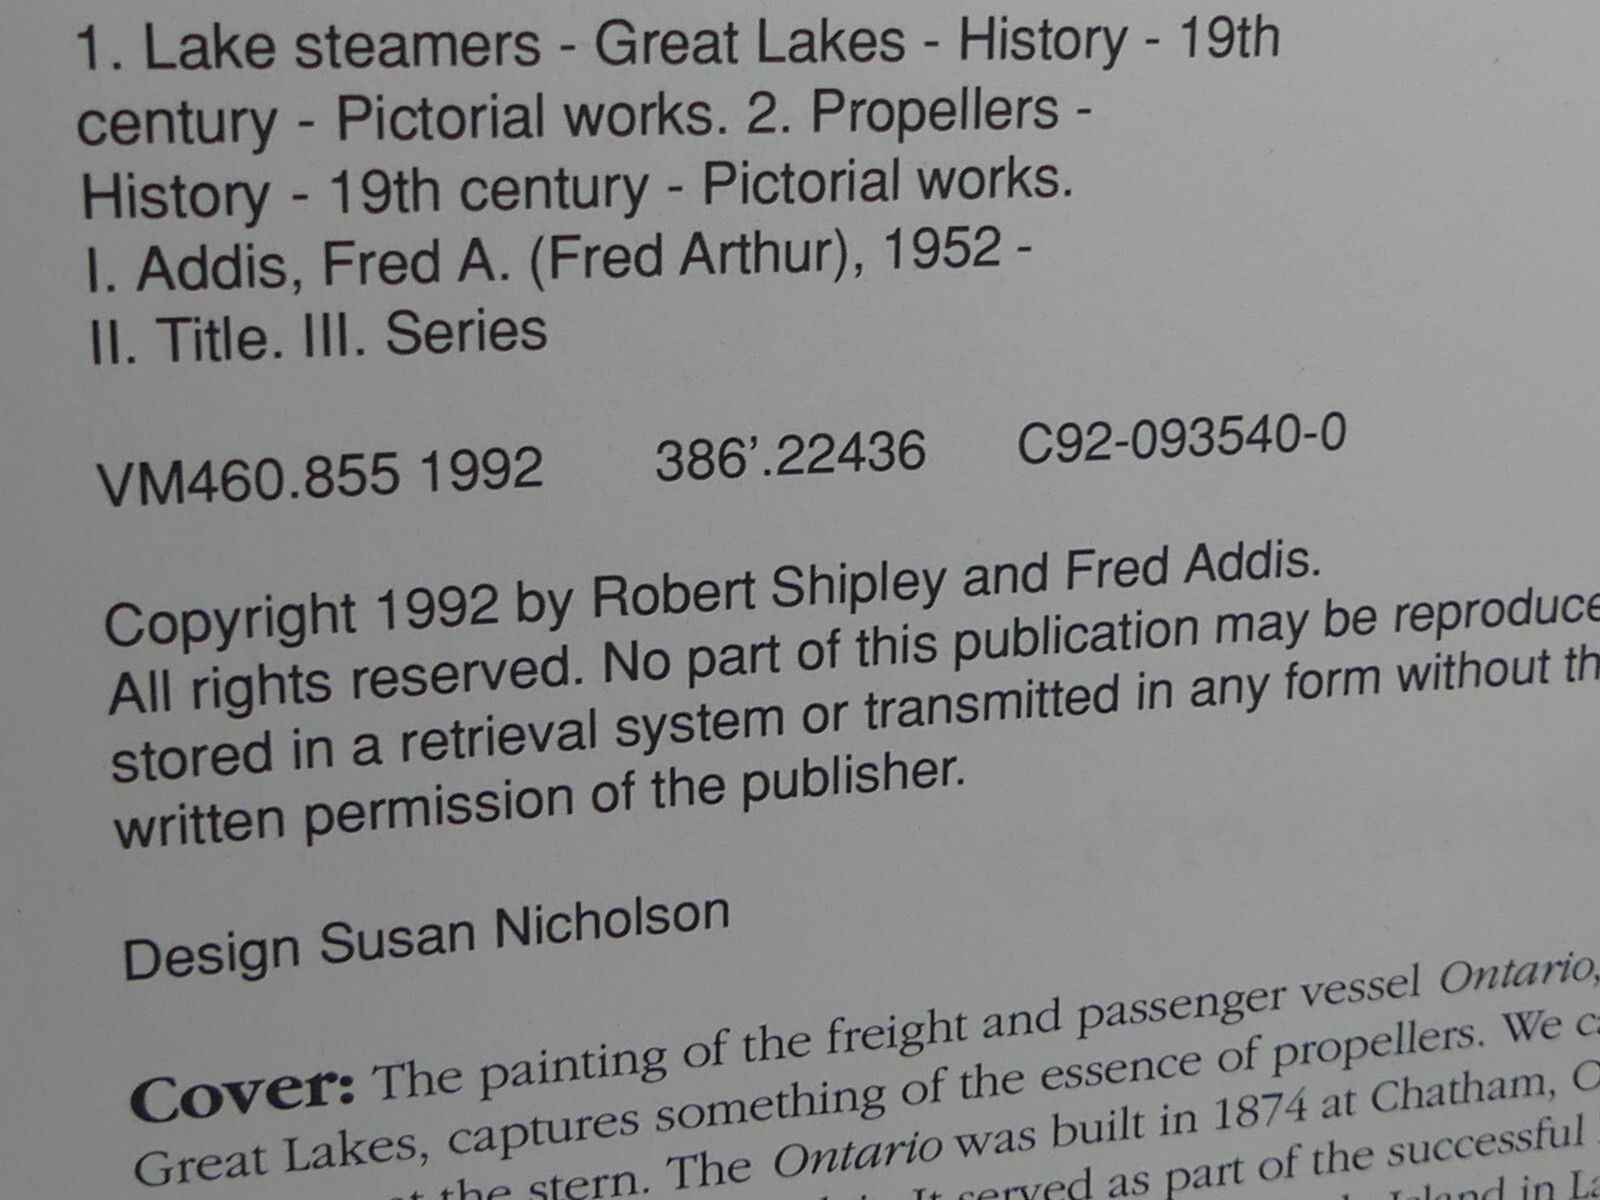 1. Lake steamers - Great Lakes - History - 19th
century - Pictorial works. 2. Propellers -
History - 19th century - Pictorial works.
I. Addis, Fred A. (Fred Arthur), 1952 -
II. Title. III. Series
VM460.855 1992 386'.22436 C92-093540-0
Copyright 1992 by Robert Shipley and Fred Addis.
All rights reserved. No part of this publication may be reproduce
stored in a retrieval system or transmitted in any form without th
written permission of the publisher.
Design Susan Nicholson
Cover: The painting of the freight and passenger vessel Ontario,
Great Lakes, captures something of the essence of propellers. We c
the stern. The Ontario was built in 1874 at Chatham, O
It served as part of the successful
Island in La